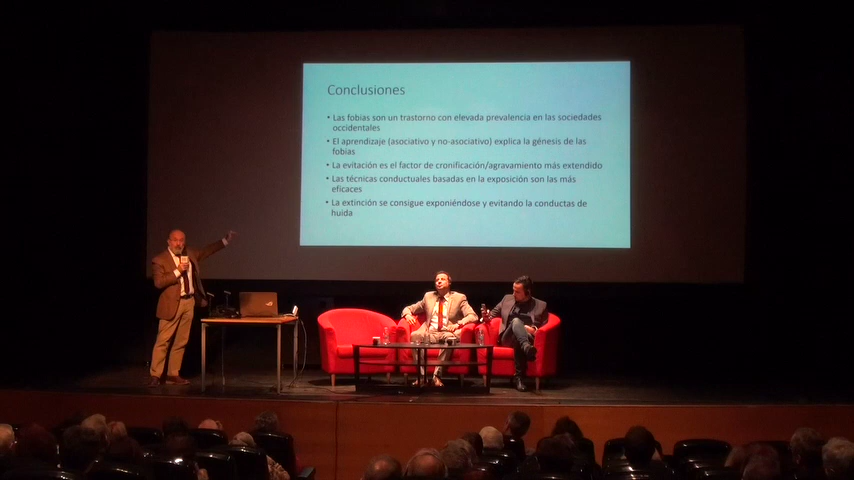 Conclusiones
• Las fobias son un trastorno con elevada prevalencia en las sociedades
occidentales
• El aprendizaje (asociativo y no-asociativo) explica la génesis de las
fobias
• La evitación es el factor de cronificación/agravamiento más extendido
• Las técnicas conductuales basadas en la exposición son las más
eficaces
• La extinción se consigue exponiéndose y evitando la conductas de
huida